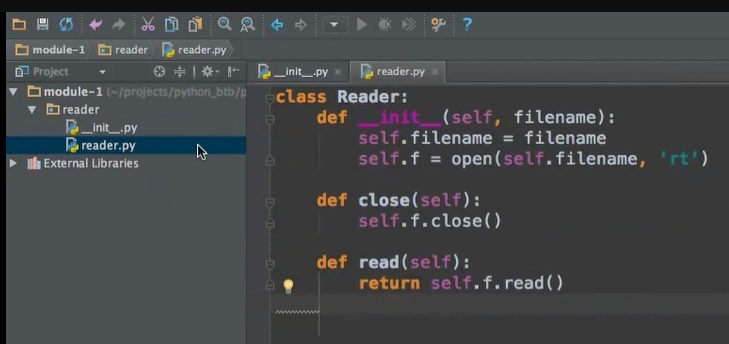 module-1 reader reader.py
Project
__init__.py reader.py
module-1 (~/projects/python_btb/p
reader
__init__.py
reader.py
External Libraries
class Reader:
    def __init__(self, filename):
        self.filename = filename
        self.f = open(self.filename, 'rt')
    def close(self):
        self.f.close()
    def read(self):
        return self.f.read()